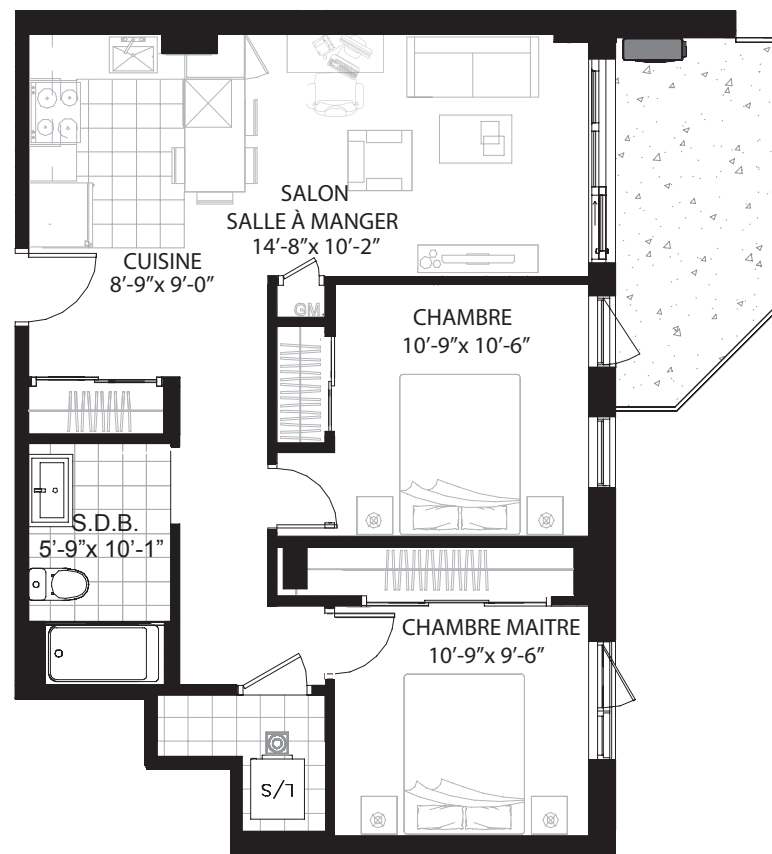 SALON
SALLE À MANGER
14’-8”x 10’-2”
CUISINE
8’-9”x 9’-0”
GM.
CHAMBRE
10’-9”x 10’-6”
S.D.B.
5’-9”x 10’-1”
CHAMBRE MAITRE
10’-9”x 9’-6”
L/S